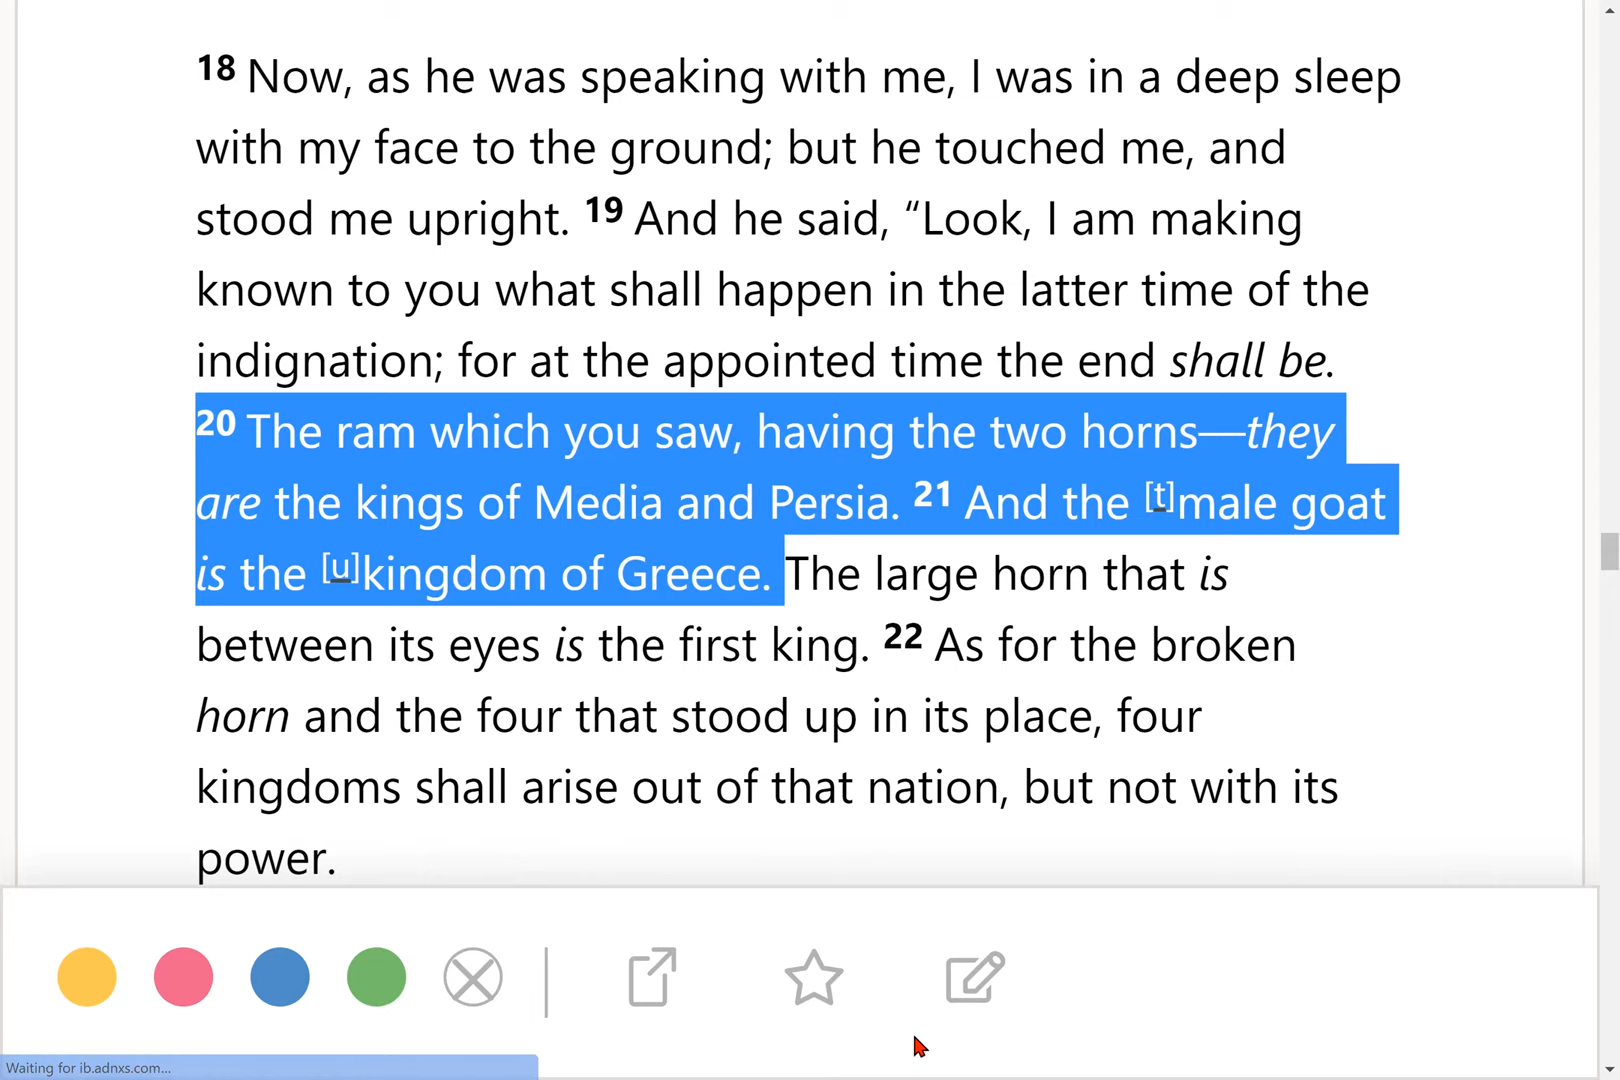 18 Now, as he was speaking with me, I was in a deep sleep
with my face to the ground; but he touched me, and
stood me upright. 19 And he said, “Look, I am making
known to you what shall happen in the latter time of the
indignation; for at the appointed time the end shall be.
20 The ram which you saw, having the two horns—they
are the kings of Media and Persia. 21 And the [t]male goat
is the [u]kingdom of Greece. The large horn that is
between its eyes is the first king. 22 As for the broken
horn and the four that stood up in its place, four
kingdoms shall arise out of that nation, but not with its
power.
Waiting for ib.adnxs.com...